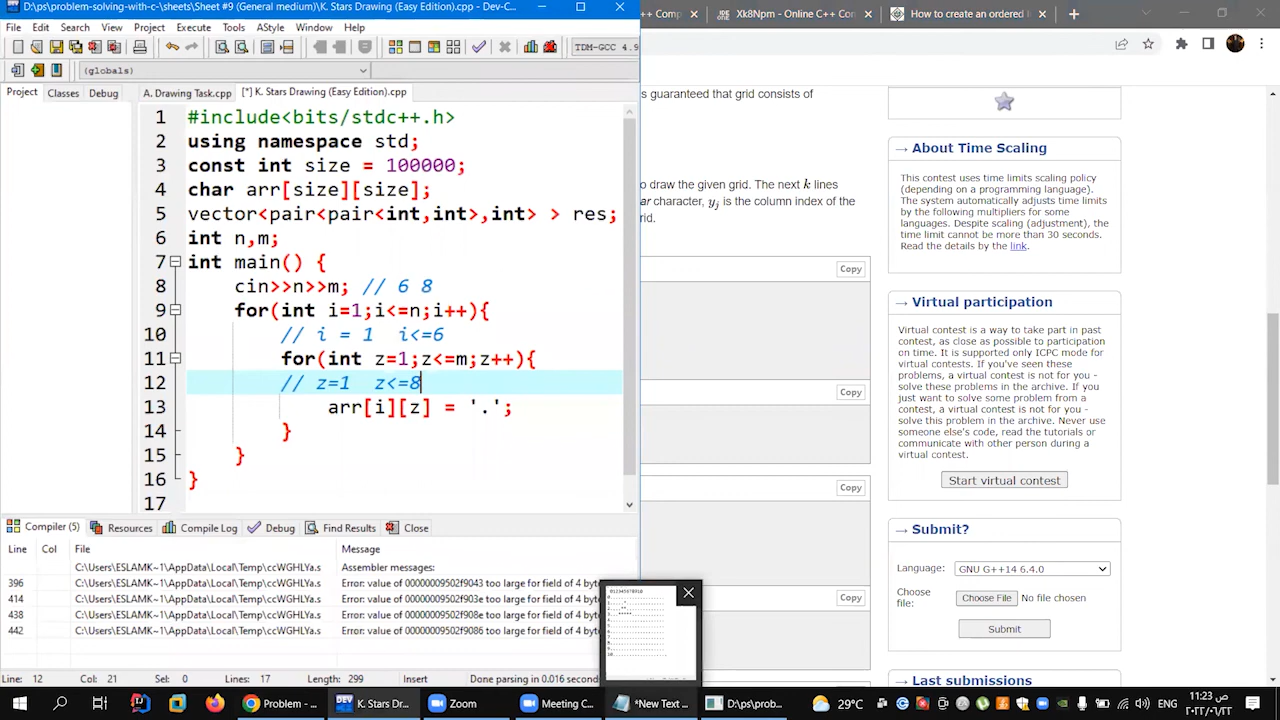 D:\ps\problem-solving-with-c-\sheets\Sheet #9 (General medium)\K. Stars Drawing (Easy Edition).cpp - Dev-C
File Edit Search View Project Execute Tools AStyle Window Help
TDM-GCC 4.9
(globals)
Project Classes Debug
A. Drawing Task.cpp [*] K. Stars Drawing (Easy Edition).cpp
1 #include<bits/stdc++.h>
2 using namespace std;
3 const int size = 100000;
4 char arr[size][size];
5 vector<pair<pair<int,int>,int> > res;
6 int n,m;
7 int main() {
8 cin>>n>>m; // 6 8
9 for(int i=1;i<=n;i++){
10 // i = 1  i<=6
11 for(int z=1;z<=m;z++){
12 // z=1  z<=8
13 arr[i][z] = '.';
14 }
15 }
16 }
17
Compiler (5) Resources Compile Log Debug Find Results Close
Line Col File Message
C:\Users\ESLAMK~1\AppData\Local\Temp\ccWGHLYa.s Assembler messages:
396 C:\Users\ESLAMK~1\AppData\Local\Temp\ccWGHLYa.s Error: value of 00000009502f9043 too large for field of 4 byte
414 C:\Users\ESLAMK~1\AppData\Local\Temp\ccWGHLYa.s Error: value of 00000009502f903e too large for field of 4 by
438 C:\Users\ESLAMK~1\AppData\Local\Temp\ccWGHLYa.s Error: value of 00000009502f908e too large for field of 4 by
442 C:\Users\ESLAMK~1\AppData\Local\Temp\ccWGHLYa.s Error: value of 00000009502f9086 too large for field of 4 by
Line: 12 Col: 21 Sel: 0 Lines: 17 Length: 299 Insert Done parsing in 0.016 seconds
s guaranteed that grid consists of
o draw the given grid. The next k lines
ar character, yj is the column index of the
rid.
Copy
Copy
Copy
Copy
→ About Time Scaling
This contest uses time limits scaling policy
(depending on a programming language).
The system automatically adjusts time limits
by the following multipliers for some
languages. Despite scaling (adjustment), the
time limit cannot be more than 30 seconds.
Read the details by the link.
→ Virtual participation
Virtual contest is a way to take part in past
contest, as close as possible to participation
on time. It is supported only ICPC mode for
virtual contests. If you've seen these
problems, a virtual contest is not for you -
solve these problems in the archive. If you
just want to solve some problem from a
contest, a virtual contest is not for you -
solve this problem in the archive. Never use
someone else's code, read the tutorials or
communicate with other person during a
virtual contest.
Start virtual contest
→ Submit?
Language: GNU G++14 6.4.0
Choose
file: Choose File No file chosen
Submit
→ Last submissions
Problem - K. Stars Dra... Zoom Meeting C... *New Text ... D:\ps\prob... 29°C
11:23 ص
٢٠٢٢/٠٦/٢٢